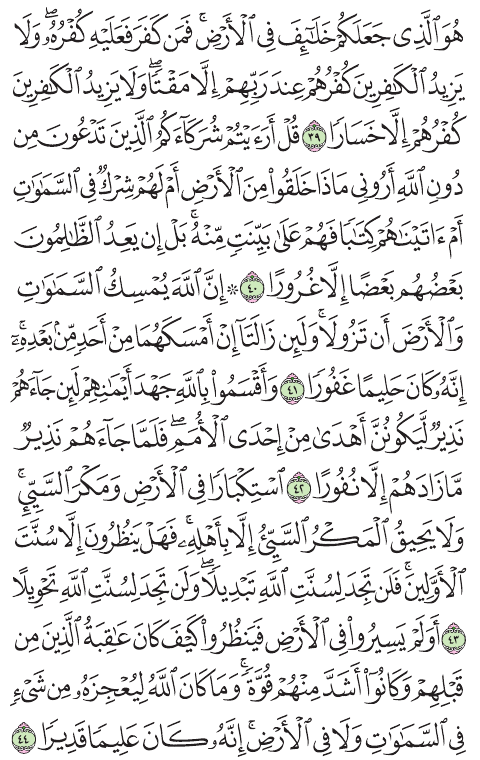 هُوَ ٱلَّذِى جَعَلَكُمْ خَلَٰٓئِفَ فِى ٱلْأَرْضِ ۚ فَمَن كَفَرَ فَعَلَيْهِ كُفْرُهُۥ ۖ وَلَا
يَزِيدُ ٱلْكَٰفِرِينَ كُفْرُهُمْ عِندَ رَبِّهِمْ إِلَّا مَقْتًا ۖ وَلَا يَزِيدُ ٱلْكَٰفِرِينَ
كُفْرُهُمْ إِلَّا خَسَارًا ٣٩ قُلْ أَرَءَيْتُمْ شُرَكَآءَكُمُ ٱلَّذِينَ تَدْعُونَ مِن
دُونِ ٱللَّهِ أَرُونِى مَاذَا خَلَقُوا۟ مِنَ ٱلْأَرْضِ أَمْ لَهُمْ شِرْكٌ فِى ٱلسَّمَٰوَٰتِ
أَمْ ءَاتَيْنَٰهُمْ كِتَٰبًا فَهُمْ عَلَىٰ بَيِّنَتٍ مِّنْهُ ۚ بَلْ إِن يَعِدُ ٱلظَّٰلِمُونَ
بَعْضُهُم بَعْضًا إِلَّا غُرُورًا ٤٠ ۞ إِنَّ ٱللَّهَ يُمْسِكُ ٱلسَّمَٰوَٰتِ
وَٱلْأَرْضَ أَن تَزُولَا ۚ وَلَئِن زَالَتَآ إِنْ أَمْسَكَهُمَا مِنْ أَحَدٍ مِّنۢ بَعْدِهِۦٓ ۚ
إِنَّهُۥ كَانَ حَلِيمًا غَفُورًا ٤١ وَأَقْسَمُوا۟ بِٱللَّهِ جَهْدَ أَيْمَٰنِهِمْ لَئِن جَآءَهُمْ
نَذِيرٌ لَّيَكُونُنَّ أَهْدَىٰ مِنْ إِحْدَى ٱلْأُمَمِ ۖ فَلَمَّا جَآءَهُمْ نَذِيرٌ
مَّا زَادَهُمْ إِلَّا نُفُورًا ٤٢ ٱسْتِكْبَارًا فِى ٱلْأَرْضِ وَمَكْرَ ٱلسَّيِّئِ ۚ
وَلَا يَحِيقُ ٱلْمَكْرُ ٱلسَّيِّئُ إِلَّا بِأَهْلِهِۦ ۚ فَهَلْ يَنظُرُونَ إِلَّا سُنَّتَ
ٱلْأَوَّلِينَ ۚ فَلَن تَجِدَ لِسُنَّتِ ٱللَّهِ تَبْدِيلًا ۖ وَلَن تَجِدَ لِسُنَّتِ ٱللَّهِ تَحْوِيلًا
٤٣ أَوَلَمْ يَسِيرُوا۟ فِى ٱلْأَرْضِ فَيَنظُرُوا۟ كَيْفَ كَانَ عَٰقِبَةُ ٱلَّذِينَ مِن
قَبْلِهِمْ وَكَانُوٓا۟ أَشَدَّ مِنْهُمْ قُوَّةً ۚ وَمَا كَانَ ٱللَّهُ لِيُعْجِزَهُۥ مِن شَىْءٍ
فِى ٱلسَّمَٰوَٰتِ وَلَا فِى ٱلْأَرْضِ ۚ إِنَّهُۥ كَانَ عَلِيمًا قَدِيرًا ٤٤